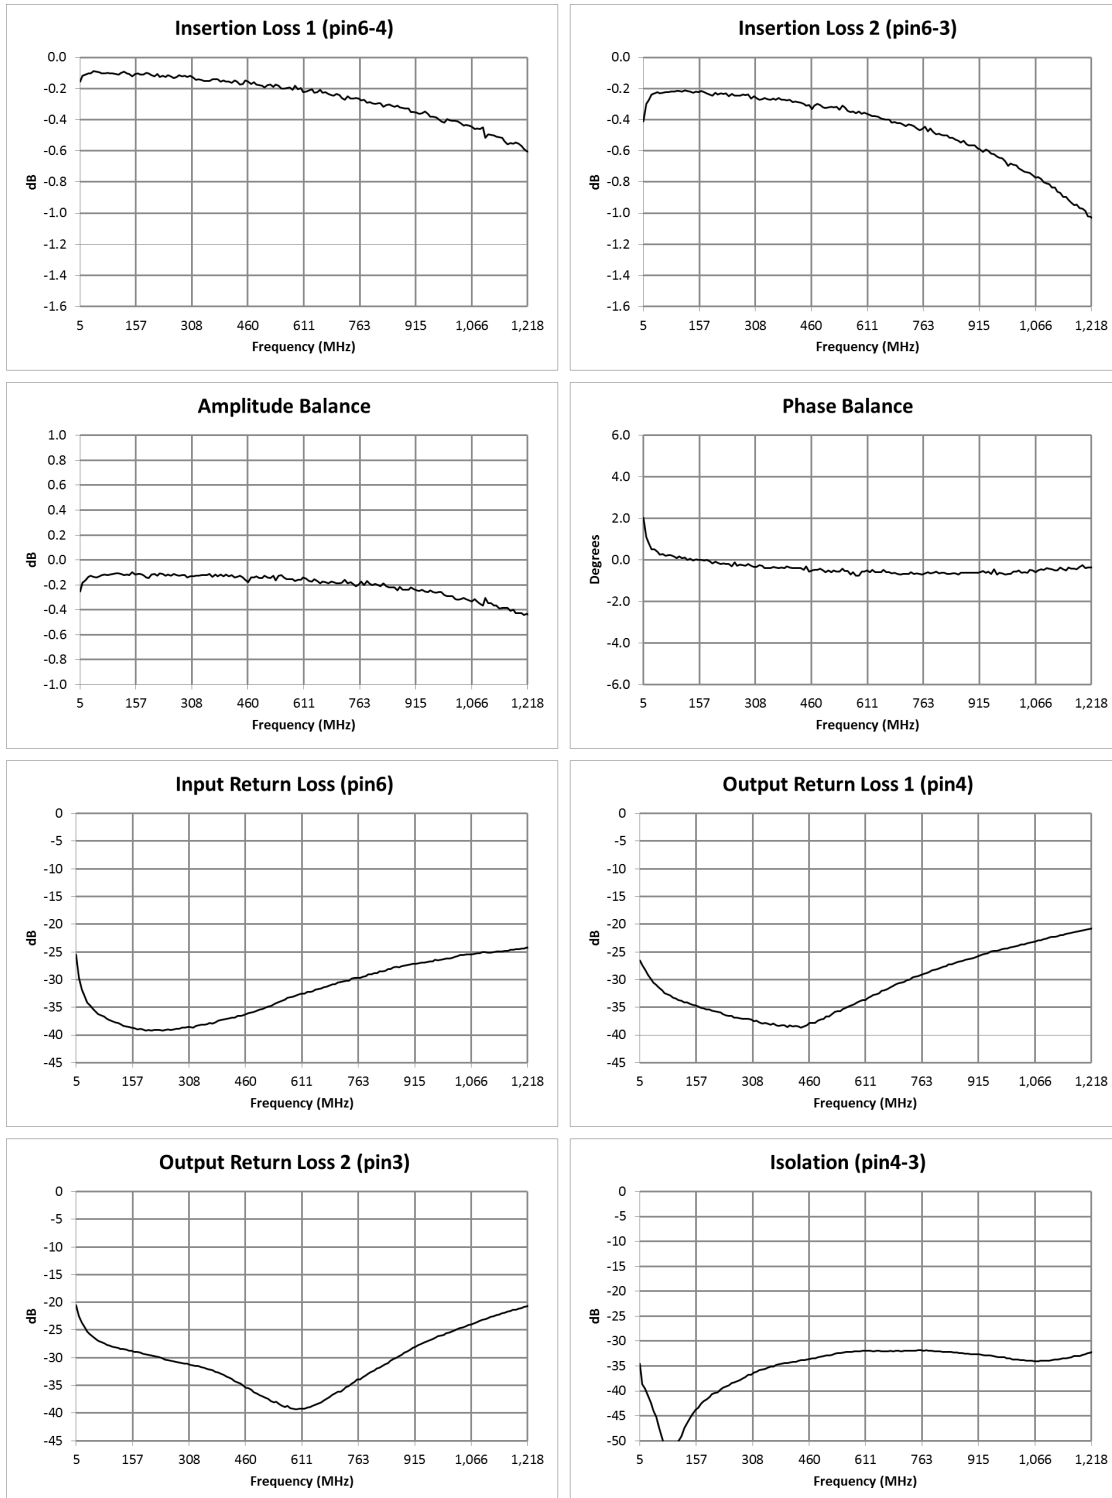 Insertion Loss 1 (pin6-4)
0.0
-0.2
-0.4
-0.6
-0.8
-1.0
-1.2
-1.4
-1.6
dB
5 157 308 460 611 763 915 1,066 1,218
Frequency (MHz)
Insertion Loss 2 (pin6-3)
0.0
-0.2
-0.4
-0.6
-0.8
-1.0
-1.2
-1.4
-1.6
dB
5 157 308 460 611 763 915 1,066 1,218
Frequency (MHz)
Amplitude Balance
1.0
0.8
0.6
0.4
0.2
0.0
-0.2
-0.4
-0.6
-0.8
-1.0
dB
5 157 308 460 611 763 915 1,066 1,218
Frequency (MHz)
Phase Balance
6.0
4.0
2.0
0.0
-2.0
-4.0
-6.0
Degrees
5 157 308 460 611 763 915 1,066 1,218
Frequency (MHz)
Input Return Loss (pin6)
0
-5
-10
-15
-20
-25
-30
-35
-40
-45
dB
5 157 308 460 611 763 915 1,066 1,218
Frequency (MHz)
Output Return Loss 1 (pin4)
0
-5
-10
-15
-20
-25
-30
-35
-40
-45
dB
5 157 308 460 611 763 915 1,066 1,218
Frequency (MHz)
Output Return Loss 2 (pin3)
0
-5
-10
-15
-20
-25
-30
-35
-40
-45
dB
5 157 308 460 611 763 915 1,066 1,218
Frequency (MHz)
Isolation (pin4-3)
0
-5
-10
-15
-20
-25
-30
-35
-40
-45
-50
dB
5 157 308 460 611 763 915 1,066 1,218
Frequency (MHz)